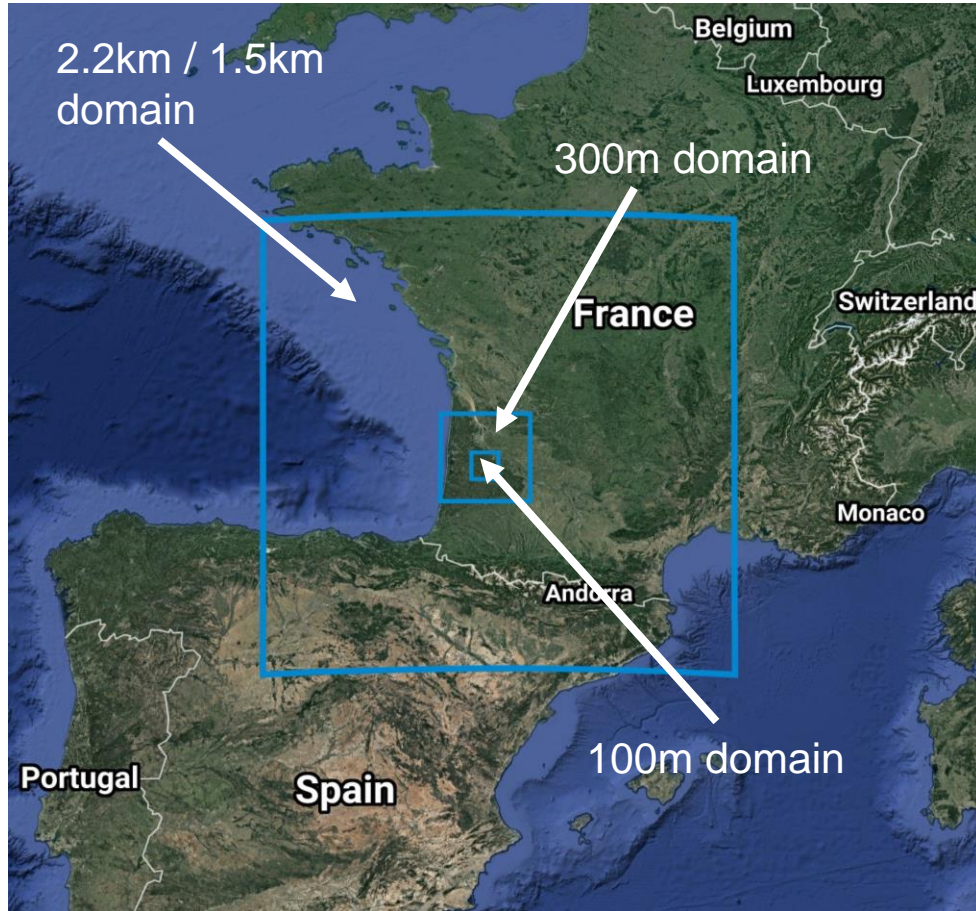 Belgium
2.2km / 1.5km
domain
Luxembourg
300m domain
Switzerland
France
Monaco
Andorra
100m domain
Portugal
Spain